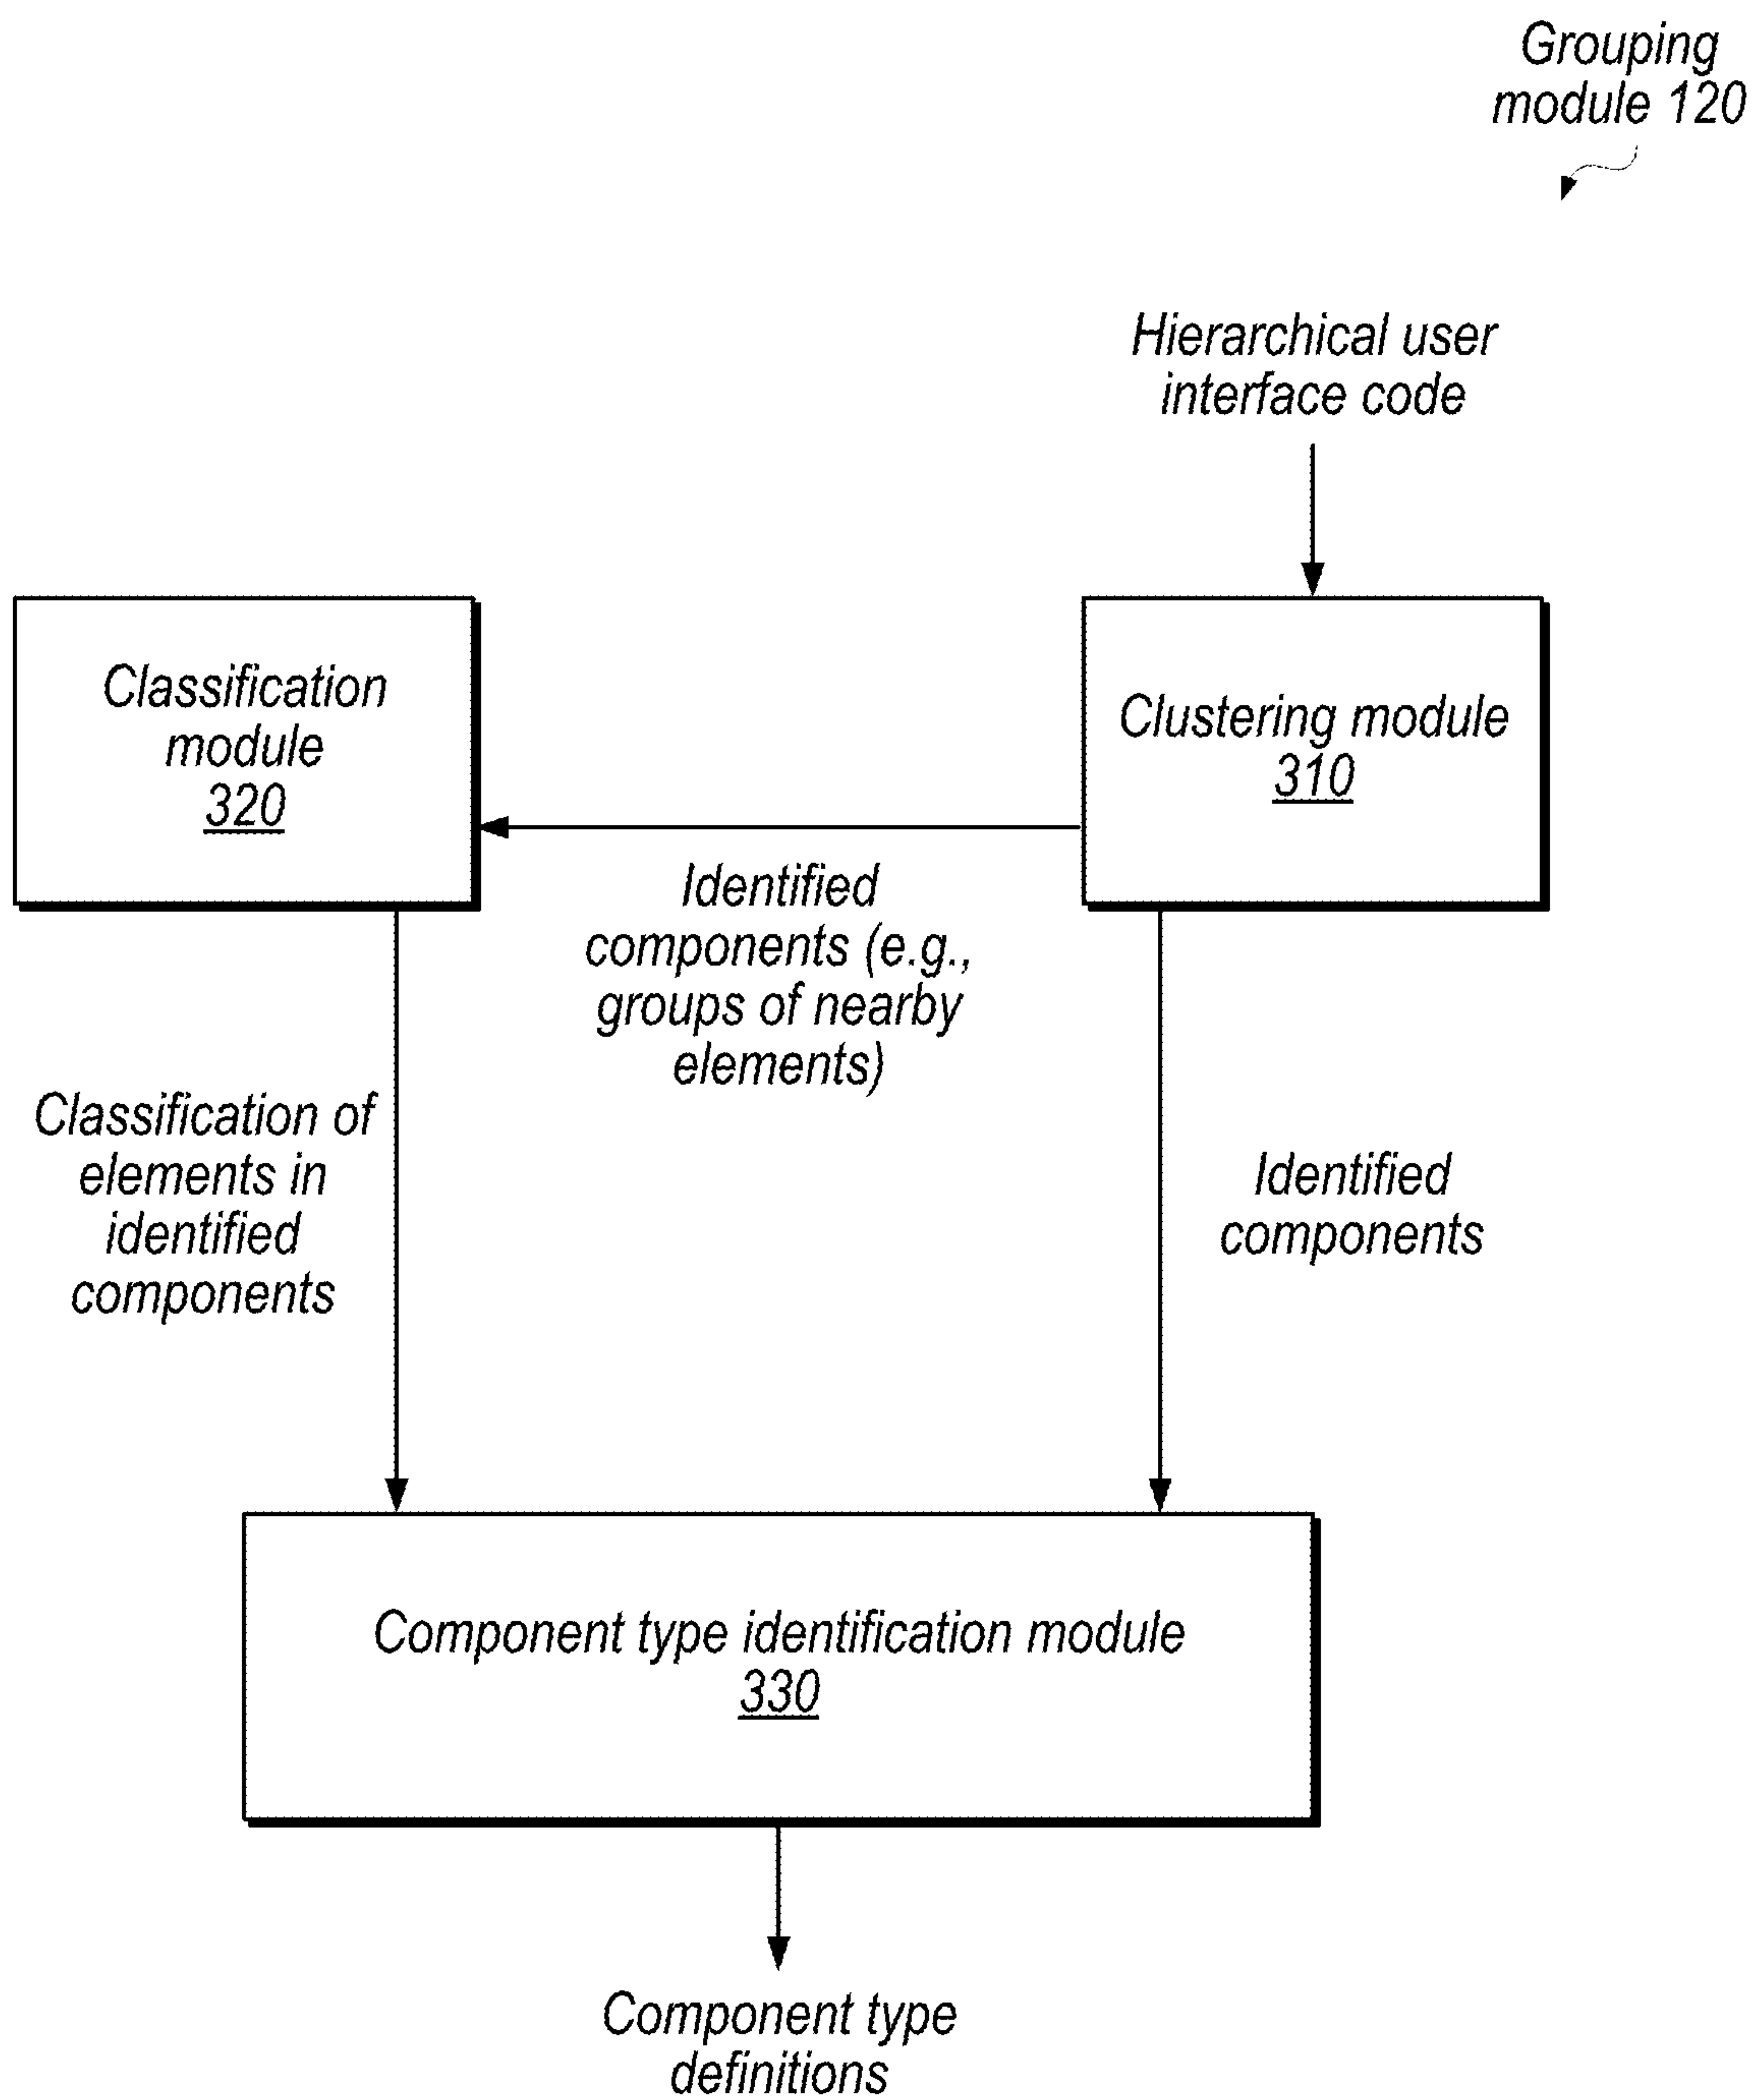 Grouping
module 120
Hierarchical user
interface code
Classification
module
320
Clustering module
310
Identified
components (e.g.,
groups of nearby
elements)
Classification of
elements in
identified
components
Identified
components
Component type identification module
330
Component type
definitions